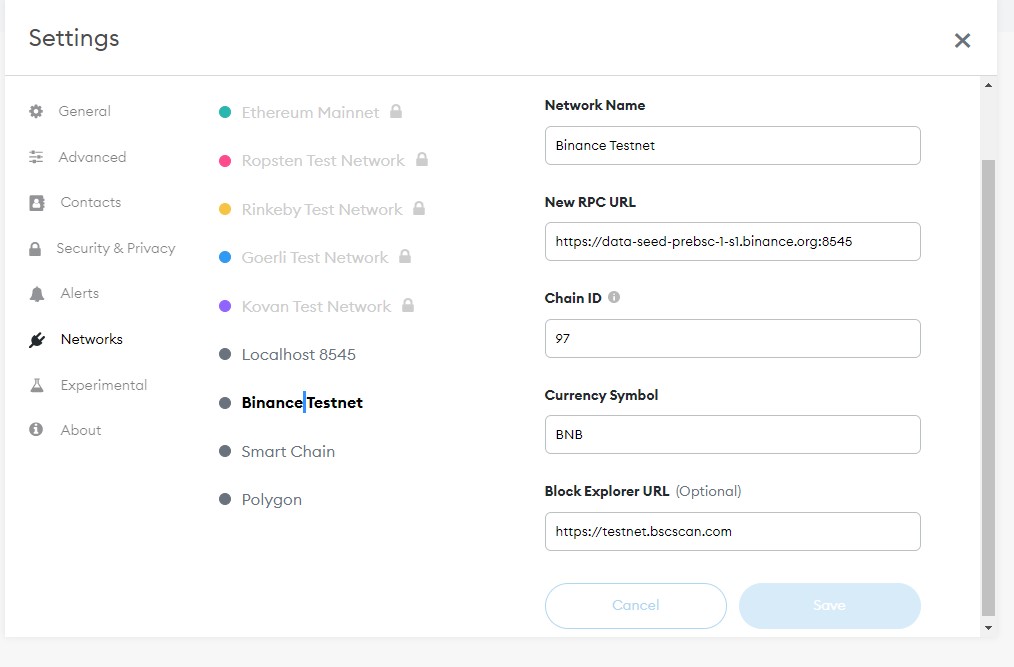 Settings
General
Advanced
Contacts
Security & Privacy
Alerts
Networks
Experimental
About
Ethereum Mainnet
Ropsten Test Network
Rinkeby Test Network
Goerli Test Network
Kovan Test Network
Localhost 8545
Binance Testnet
Smart Chain
Polygon
Network Name
Binance Testnet
New RPC URL
https://data-seed-prebsc-1-s1.binance.org:8545
Chain ID
97
Currency Symbol
BNB
Block Explorer URL (Optional)
https://testnet.bscscan.com
Cancel
Save